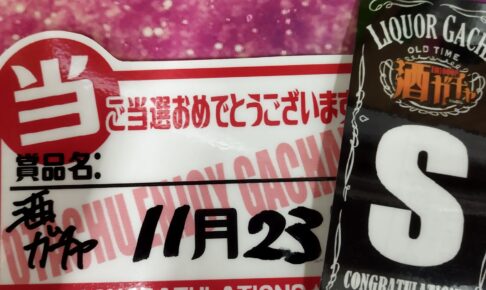 当
ご当選おめでとうございます
賞品名:
酒
ガチャ
11月23
LIQUOR GACHA
OLD TIME
酒ガチャ
S
CONGRATULATIONS